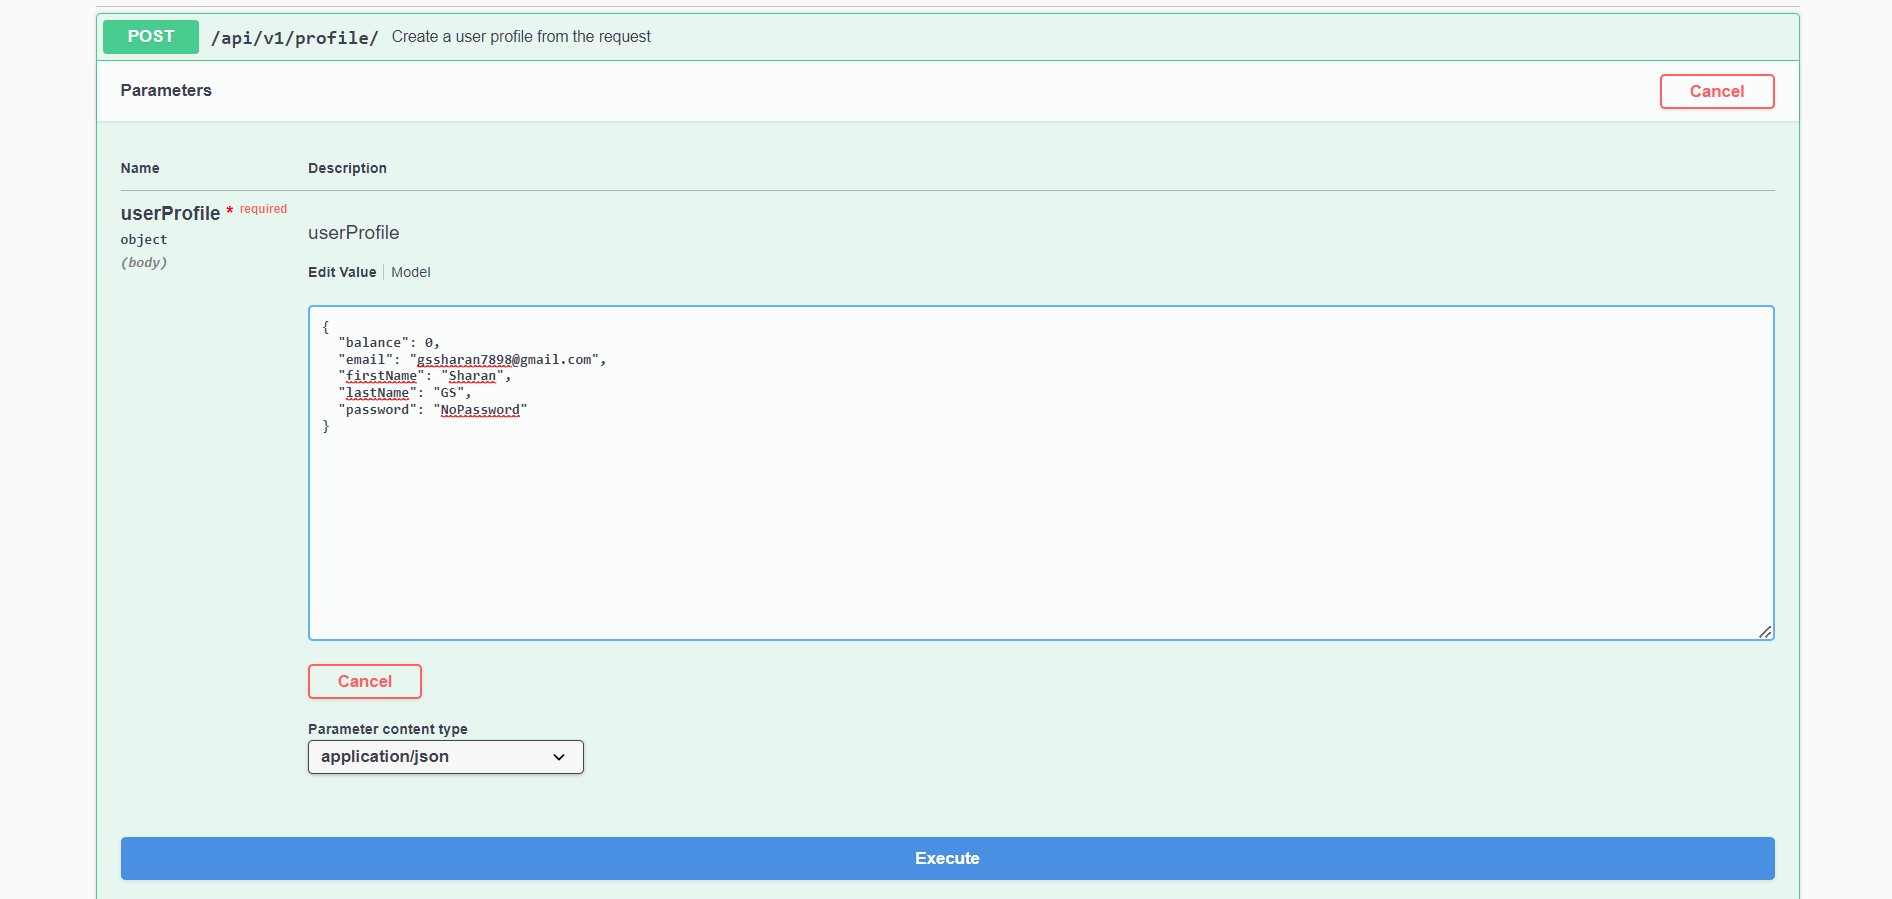 POST /api/v1/profile/ Create a user profile from the request
Parameters
Cancel
Name Description
userProfile * required
object
(body)
userProfile
Edit Value Model
{
  "balance": 0,
  "email": "gssharan7898@gmail.com",
  "firstName": "Sharan",
  "lastName": "GS",
  "password": "NoPassword"
}
Cancel
Parameter content type
application/json
Execute